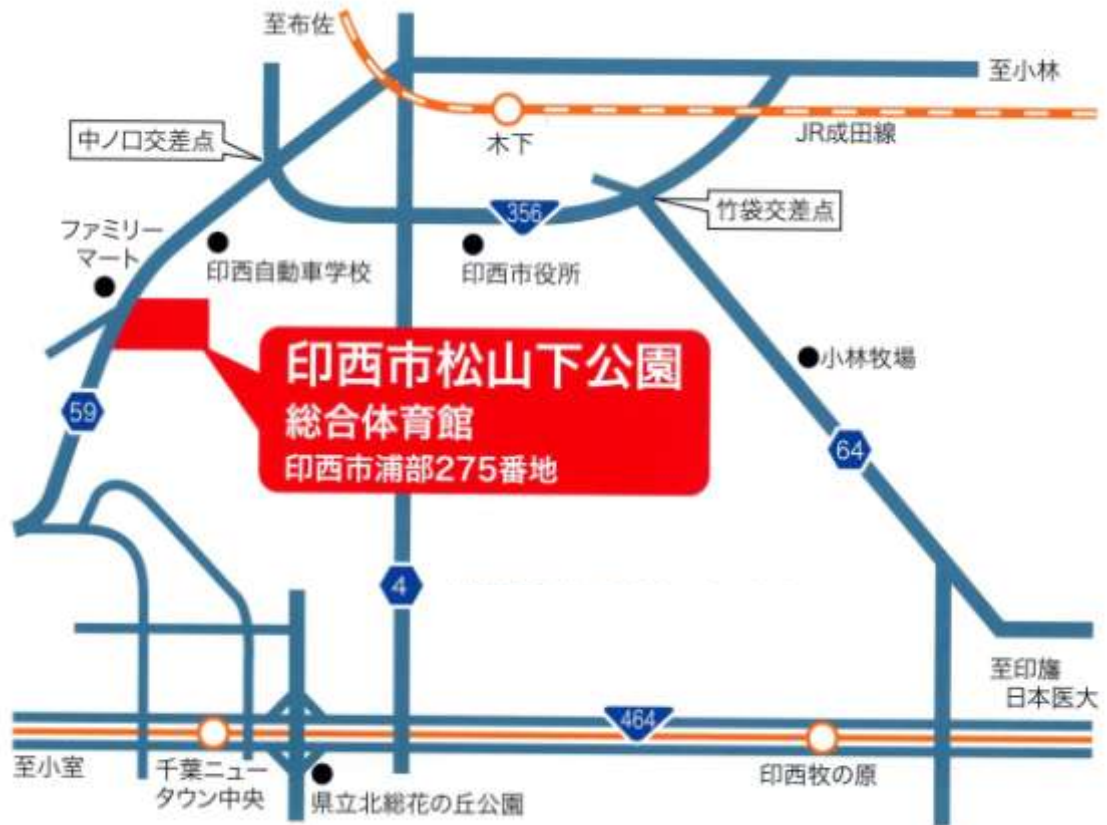 至布佐
至小林
木下
JR成田線
中ノ口交差点
356
竹袋交差点
ファミリー
マート
印西自動車学校
印西市役所
印西市松山下公園
総合体育館
印西市浦部275番地
小林牧場
59
64
4
至印旛
日本医大
464
至小室
千葉ニュー
タウン中央
県立北総花の丘公園
印西牧の原